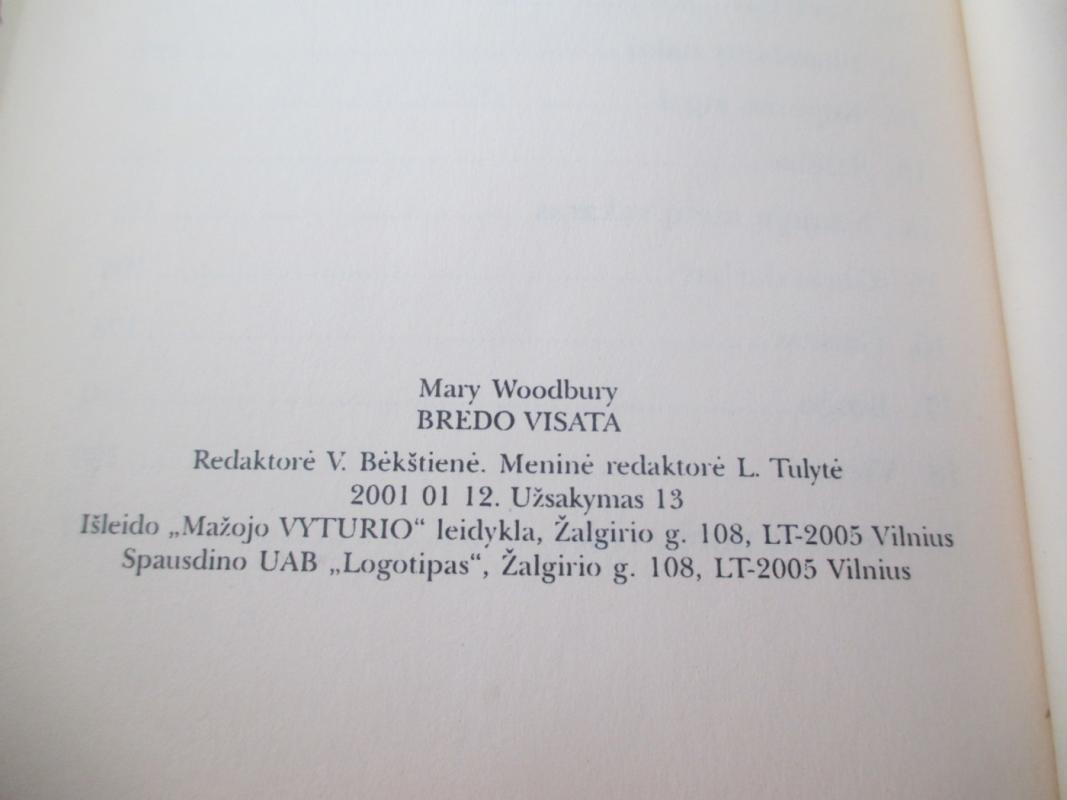 Mary Woodbury
BREDO VISATA
Redaktorė V. Bėkštienė. Meninė redaktorė L. Tulytė
2001 01 12. Užsakymas 13
Išleido „Mažojo VYTURIO“ leidykla, Žalgirio g. 108, LT-2005 Vilnius
Spausdino UAB „Logotipas“, Žalgirio g. 108, LT-2005 Vilnius